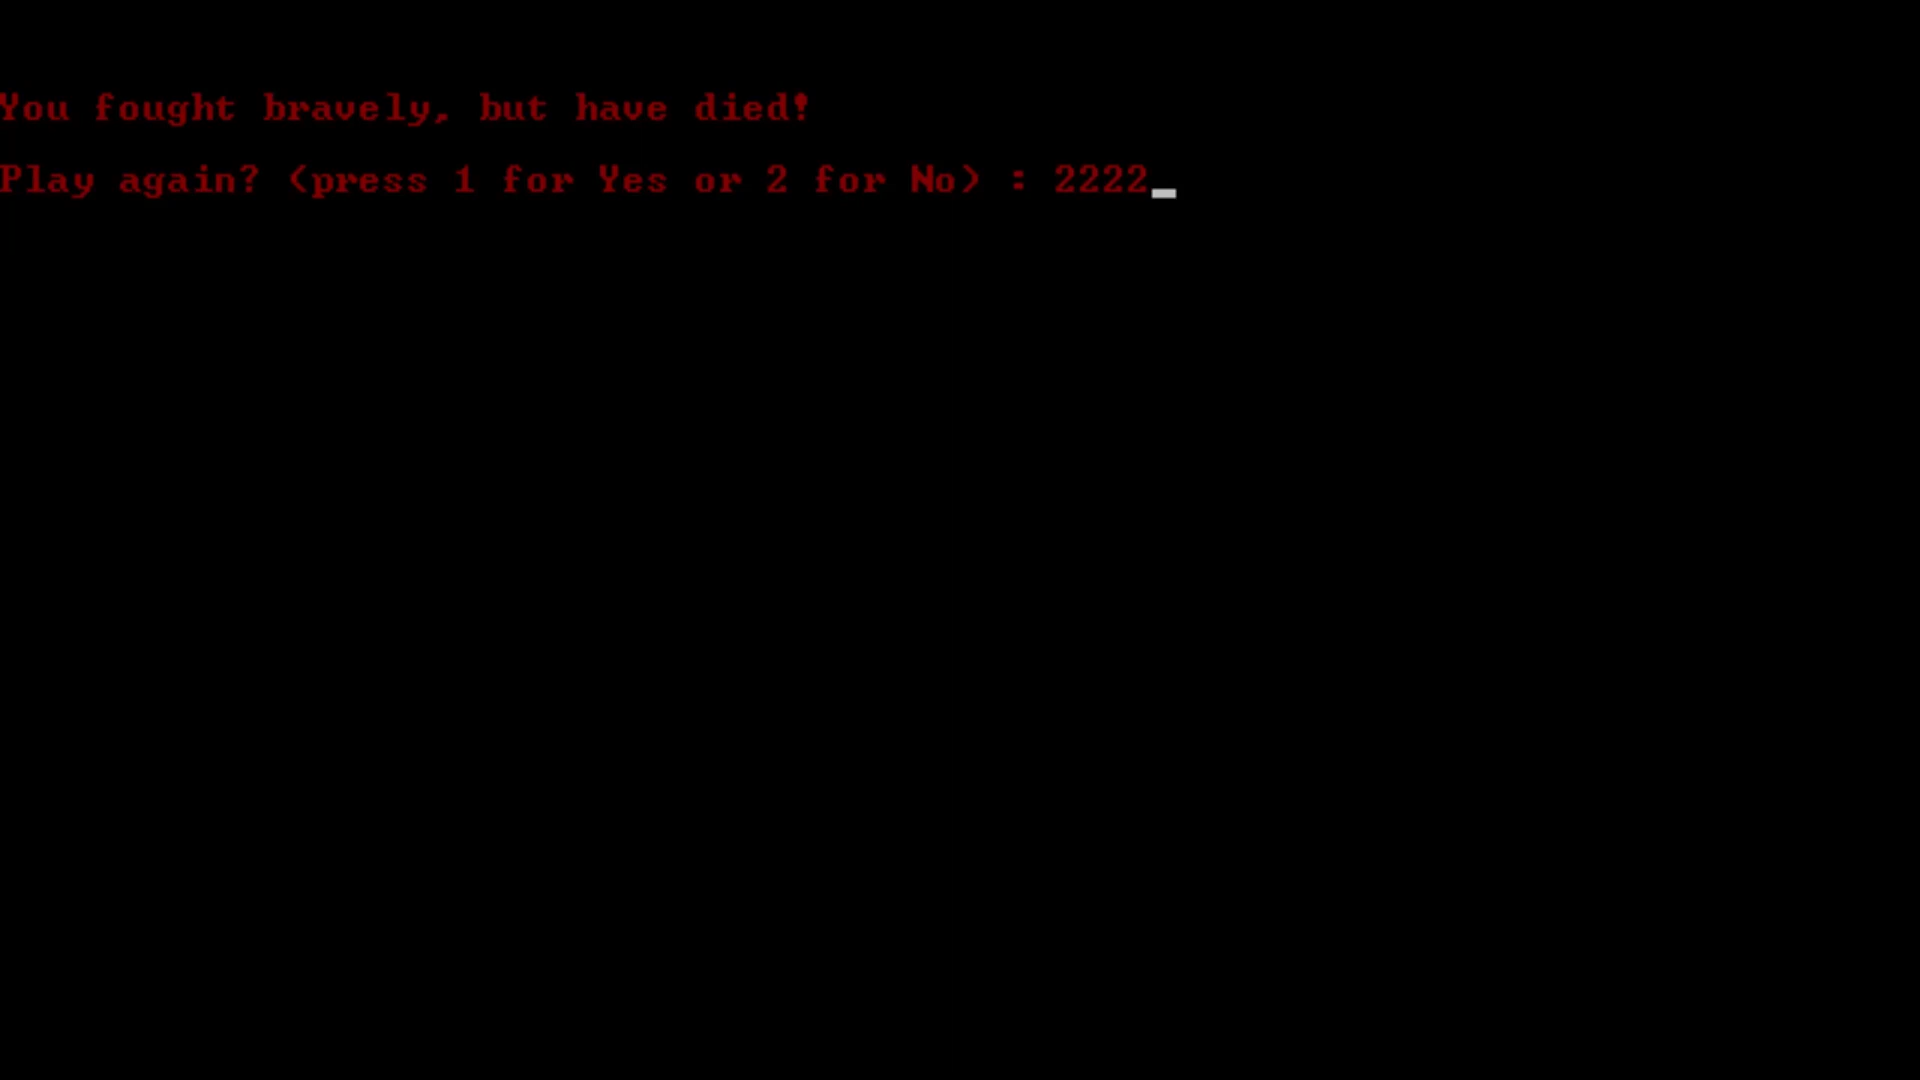 You fought bravely, but have died!
Play again? (press 1 for Yes or 2 for No) : 2222